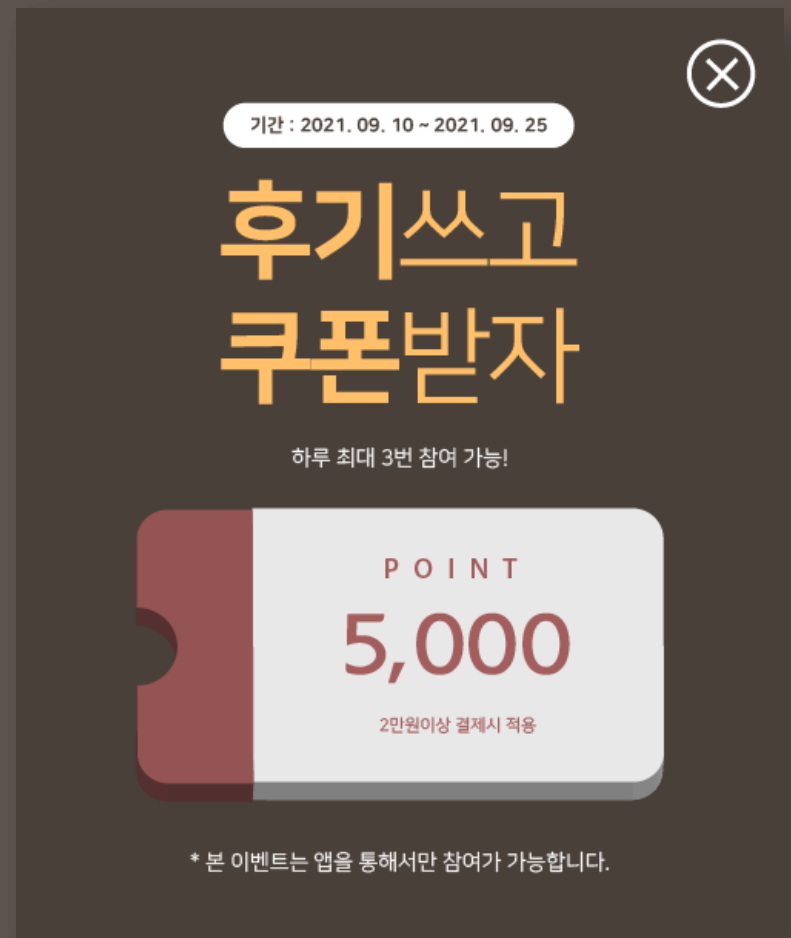 기간 : 2021. 09. 10 ~ 2021. 09. 25
후기쓰고
쿠폰받자
하루 최대 3번 참여 가능!
POINT
5,000
2만원이상 결제시 적용
* 본 이벤트는 앱을 통해서만 참여가 가능합니다.